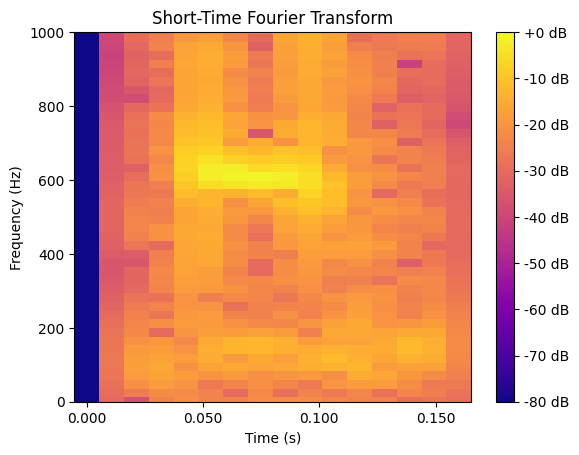 Short-Time Fourier Transform
Frequency (Hz)
1000
800
600
400
200
0
0.000
0.050
0.100
0.150
Time (s)
+0 dB
-10 dB
-20 dB
-30 dB
-40 dB
-50 dB
-60 dB
-70 dB
-80 dB